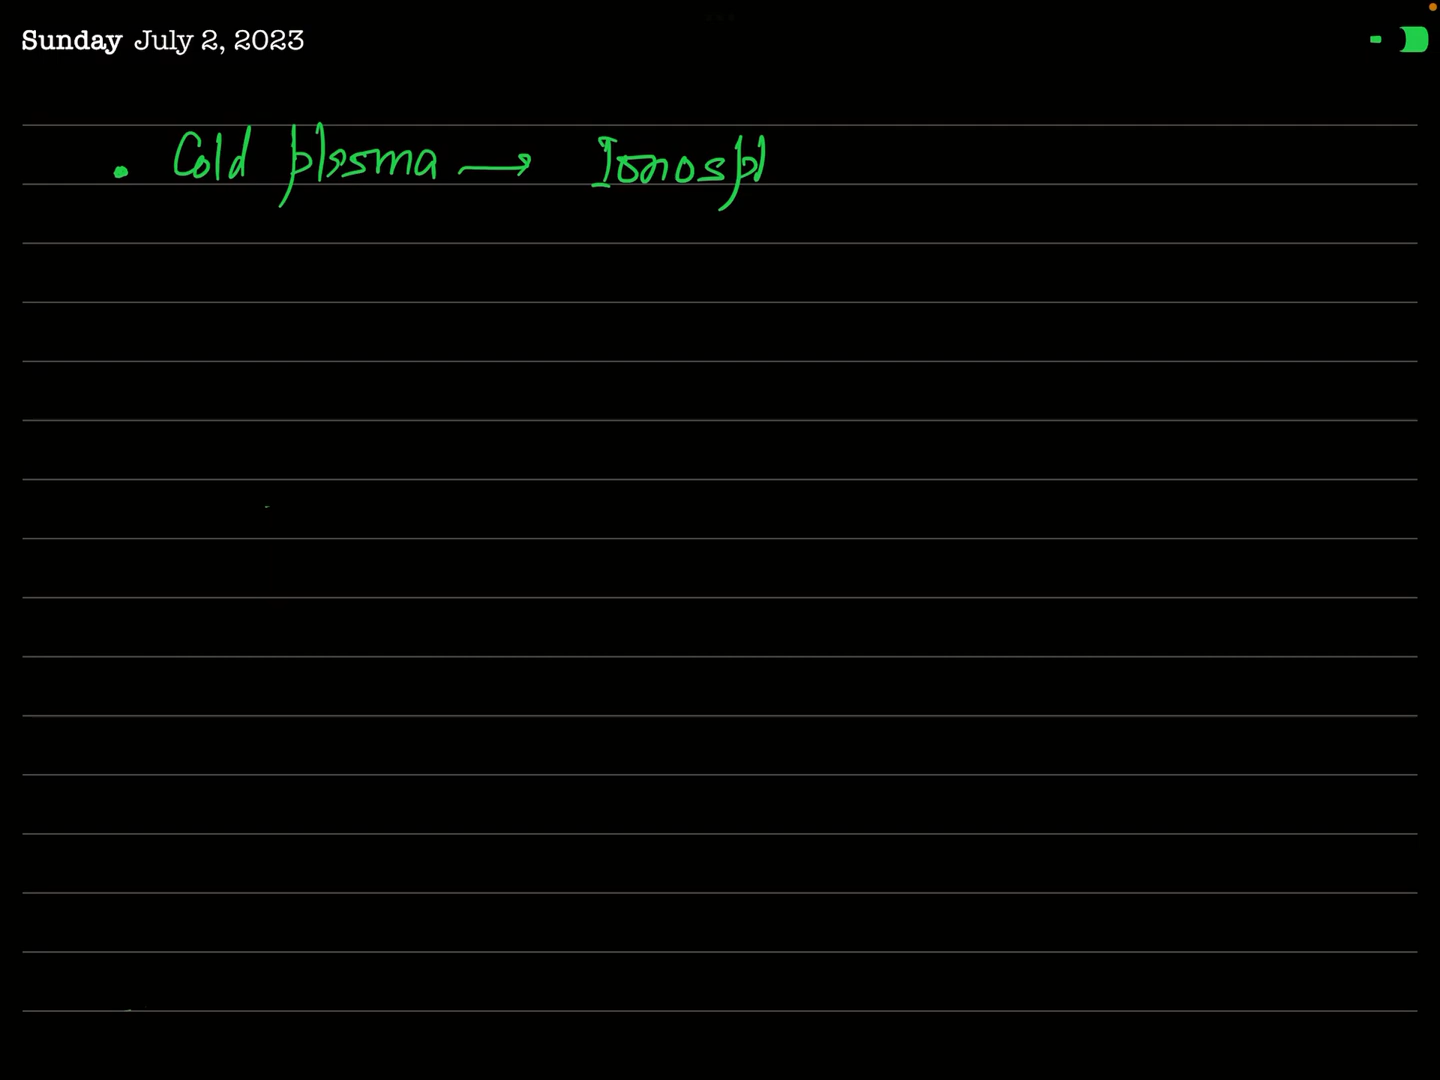 Sunday July 2, 2023
. Cold plasma → Ionosph